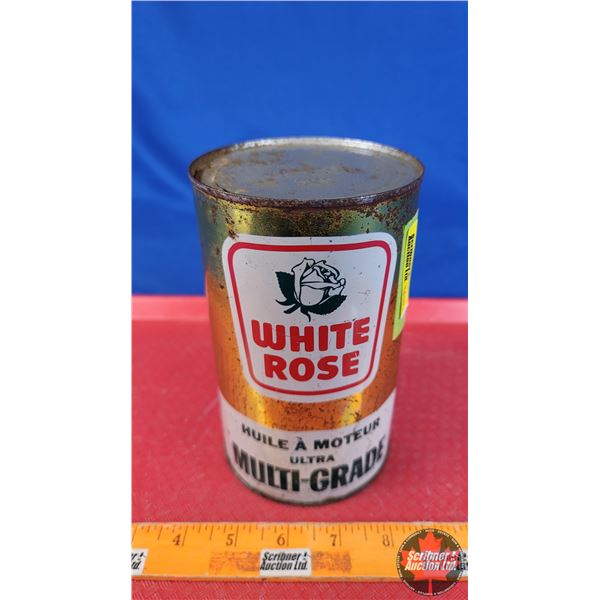 WHITE
ROSE
HUILE À MOTEUR
ULTRA
MULTI-GRADE
4 5 6 7 8
Scribner
Auction Ltd.
Scribner
Auction Ltd.